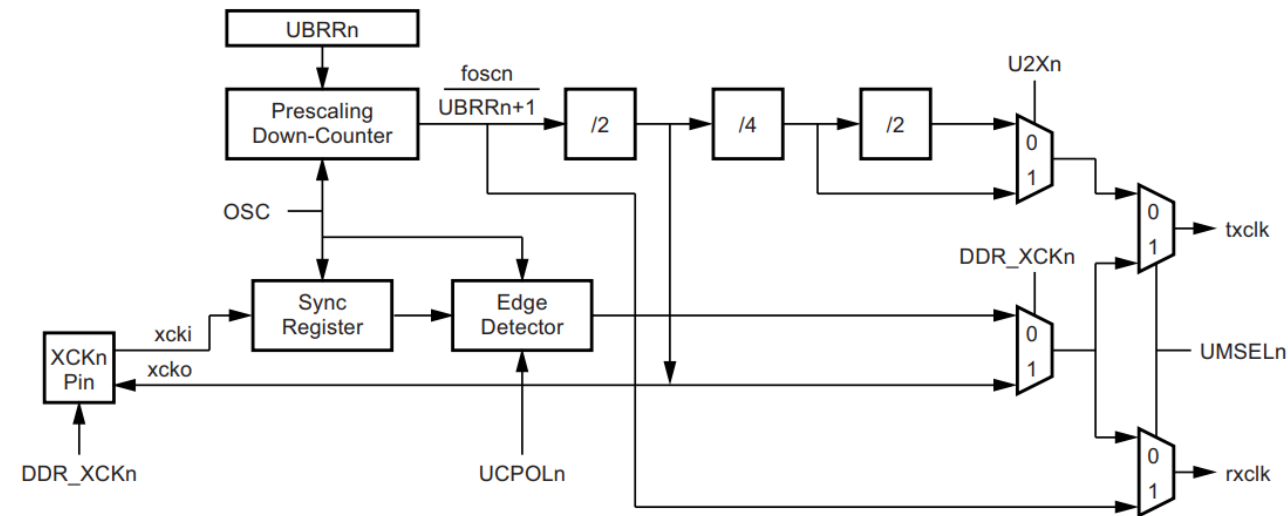 UBRRn
foscn
UBRRn+1
U2Xn
Prescaling
Down-Counter
/2
/4
/2
0
1
OSC
0
1
txclk
DDR_XCKn
Sync
Register
Edge
Detector
xcki
0
1
UMSELn
XCKn
Pin
xcko
0
1
rxclk
DDR_XCKn
UCPOLn